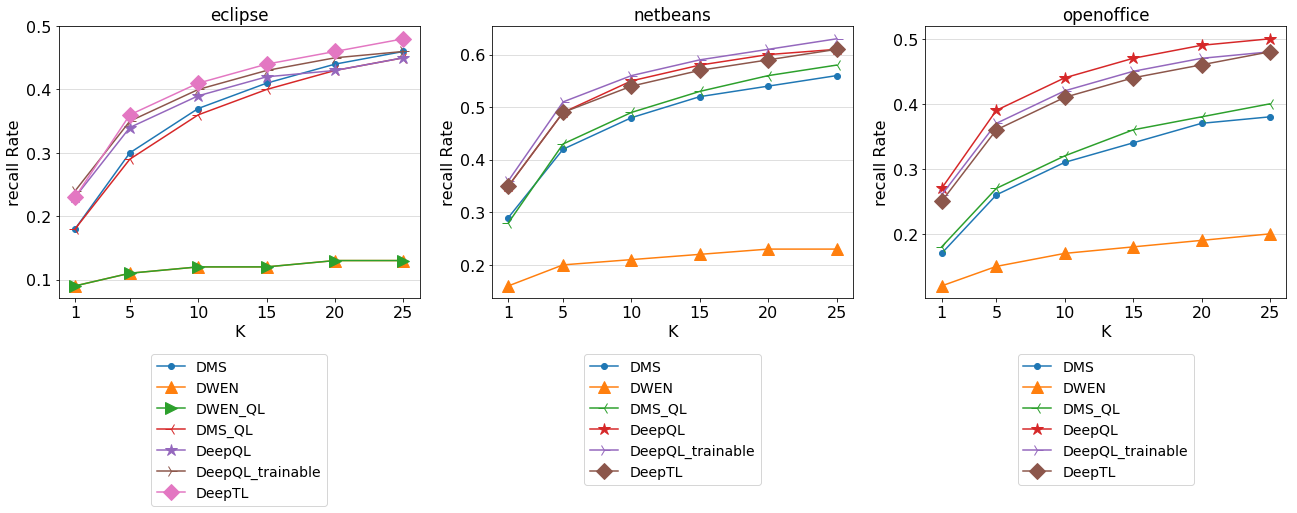 eclipse
recall Rate
0.5
0.4
0.3
0.2
0.1
1 5 10 15 20 25
K
DMS
DWEN
DWEN_QL
DMS_QL
DeepQL
DeepQL_trainable
DeepTL
netbeans
recall Rate
0.6
0.5
0.4
0.3
0.2
1 5 10 15 20 25
K
DMS
DWEN
DMS_QL
DeepQL
DeepQL_trainable
DeepTL
openoffice
recall Rate
0.5
0.4
0.3
0.2
1 5 10 15 20 25
K
DMS
DWEN
DMS_QL
DeepQL
DeepQL_trainable
DeepTL